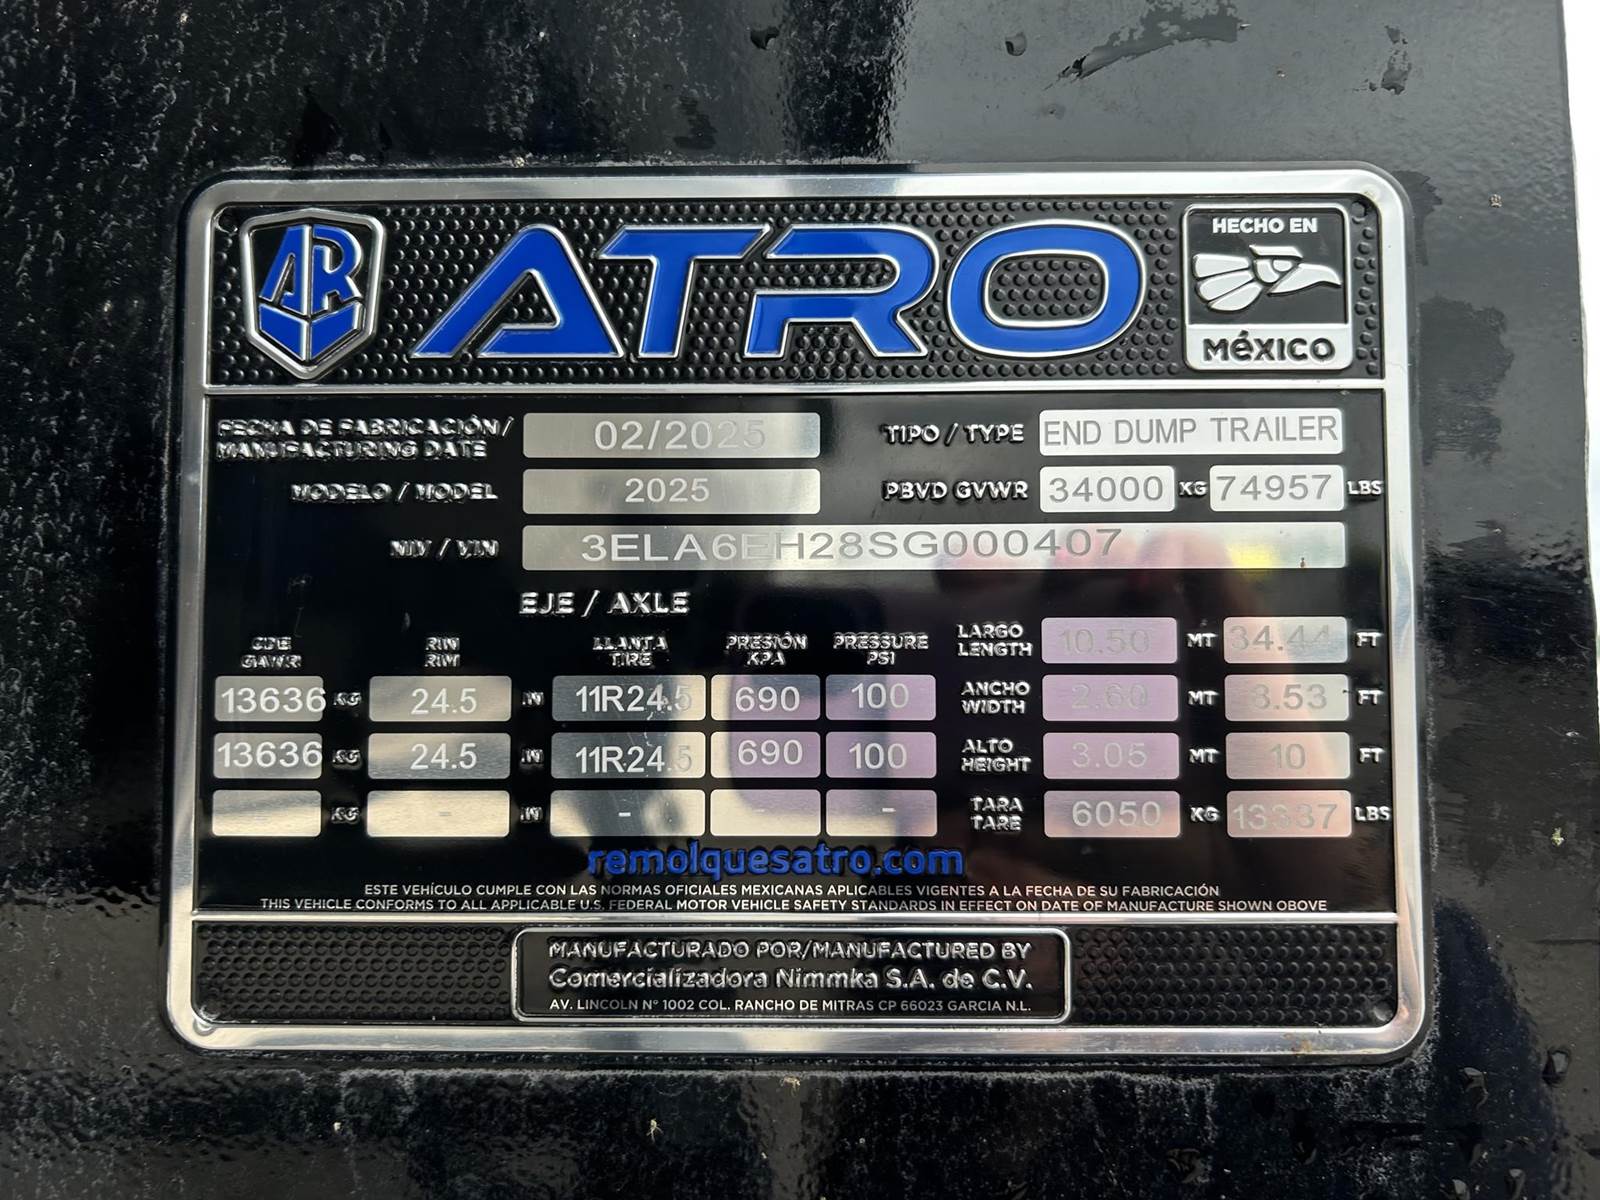 AR
ATRO
HECHO EN
MéXICO
FECHA DE FABRICACIÓN /
MANUFACTURING DATE
02/2025
TIPO / TYPE
END DUMP TRAILER
MODELO / MODEL
2025
PBVD GVWR
34000 KG 74957 LBS
NIV / VIN
3ELA6EH28SG000407
EJE / AXLE
CDE
GAWR
RIN
RIM
LLANTA
TIRE
PRESIÓN
KPA
PRESSURE
PSI
LARGO
LENGTH
10.50 MT 34.44 FT
13636 KG 24.5 IN 11R24.5 690 100
ANCHO
WIDTH
2.60 MT 8.53 FT
13636 KG 24.5 IN 11R24.5 690 100
ALTO
HEIGHT
3.05 MT 10 FT
- KG - IN - - -
TARA
TARE
6050 KG 13337 LBS
remolquesatro.com
ESTE VEHÍCULO CUMPLE CON LAS NORMAS OFICIALES MEXICANAS APLICABLES VIGENTES A LA FECHA DE SU FABRICACIÓN
THIS VEHICLE CONFORMS TO ALL APPLICABLE U.S. FEDERAL MOTOR VEHICLE SAFETY STANDARDS IN EFFECT ON DATE OF MANUFACTURE SHOWN OBOVE
MANUFACTURADO POR/MANUFACTURED BY
Comercializadora Nimmka S.A. de C.V.
AV. LINCOLN Nº 1002 COL. RANCHO DE MITRAS CP 66023 GARCIA N.L.